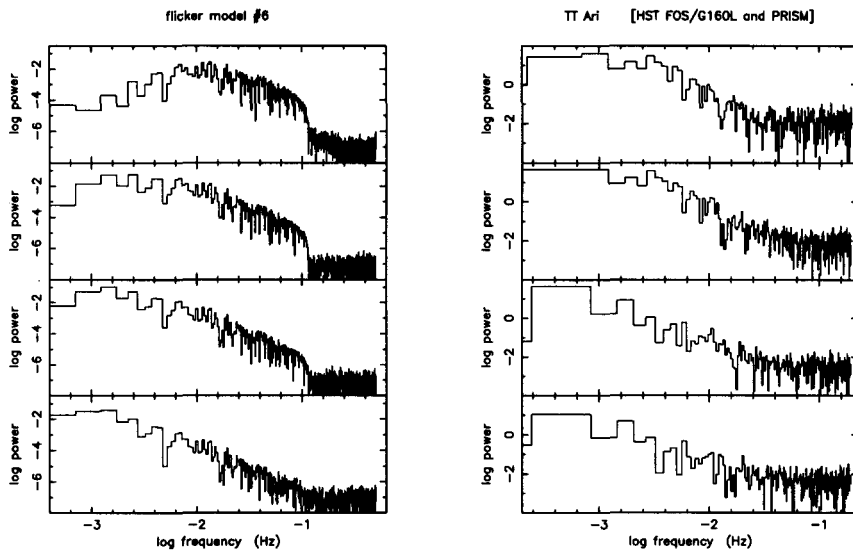 flicker model #6
TT Ari [HST FOS/G160L and PRISM]
log power
-2
-4
-6
log power
-2
-4
-6
log power
-2
-4
-6
log power
-2
-4
-6
-3 -2 -1
log frequency (Hz)
log power
0
-2
log power
0
-2
log power
0
-2
log power
0
-2
-3 -2 -1
log frequency (Hz)